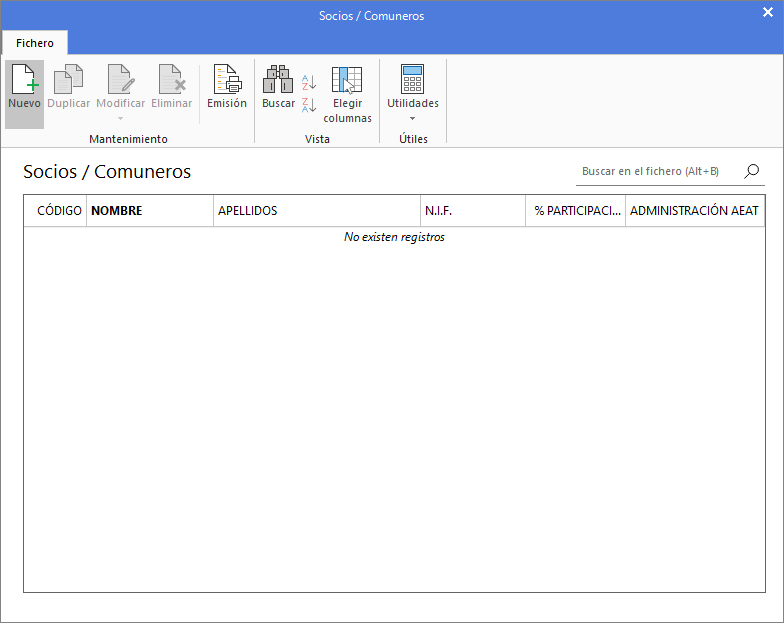 Socios / Comuneros
Fichero
Nuevo Duplicar Modificar Eliminar Emisión Buscar Elegir columnas Utilidades
Mantenimiento Vista Útiles
Socios / Comuneros
Buscar en el fichero (Alt+B)
CÓDIGO NOMBRE APELLIDOS N.I.F. % PARTICIPACI... ADMINISTRACIÓN AEAT
No existen registros